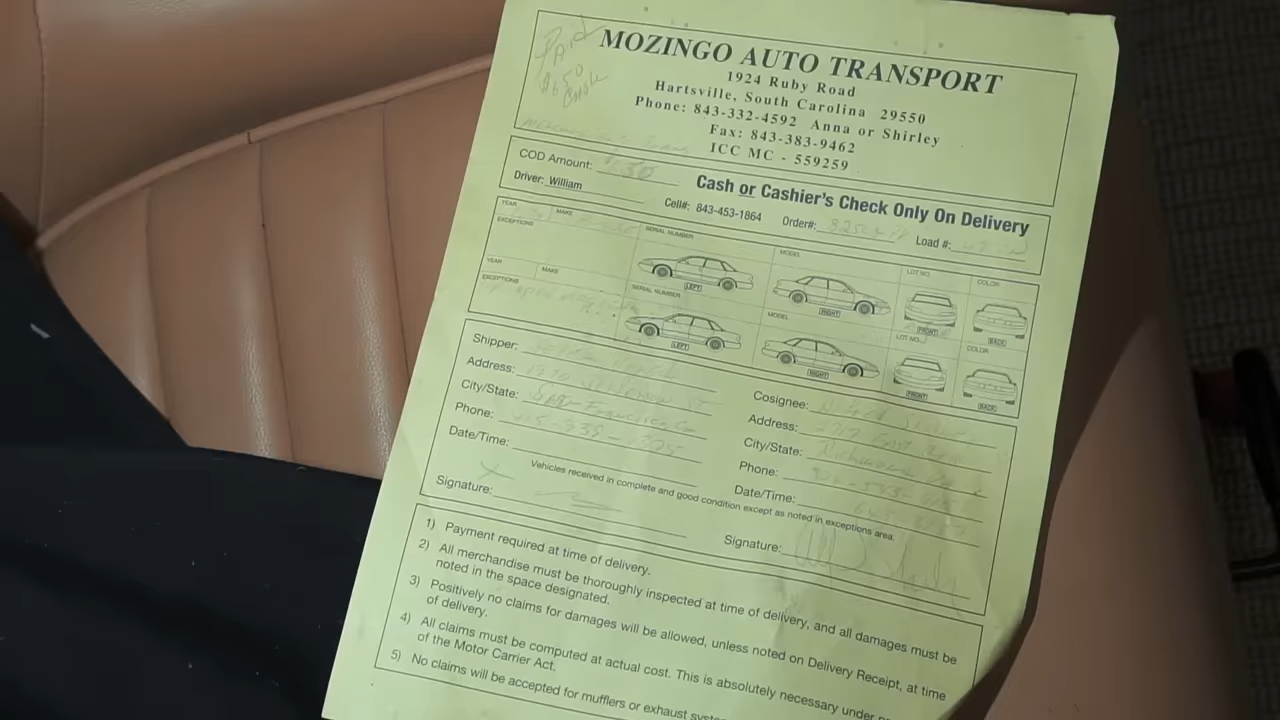 Paid
$650
Cash
MOZINGO AUTO TRANSPORT
1924 Ruby Road
Hartsville, South Carolina 29550
Phone: 843-332-4592 Anna or Shirley
Fax: 843-383-9462
ICC MC - 559259
COD Amount:
Cash or Cashier's Check Only On Delivery
Driver: William
Cell#: 843-453-1864 Order#: Load #:
YEAR MAKE SERIAL NUMBER MODEL LOT NO. COLOR
EXCEPTIONS
LEFT RIGHT FRONT BACK
YEAR MAKE SERIAL NUMBER MODEL LOT NO. COLOR
EXCEPTIONS
LEFT RIGHT FRONT BACK
Shipper:
Address:
City/State: San Francisco Ca
Phone:
Date/Time:
Cosignee:
Address:
City/State: Richmond
Phone:
Date/Time:
Vehicles received in complete and good condition except as noted in exceptions area.
Signature: X
Signature:
1) Payment required at time of delivery.
2) All merchandise must be thoroughly inspected at time of delivery, and all damages must be
noted in the space designated.
3) Positively no claims for damages will be allowed, unless noted on Delivery Receipt, at time
of delivery.
4) All claims must be computed at actual cost. This is absolutely necessary under
of the Motor Carrier Act.
5) No claims will be accepted for mufflers or exhaust